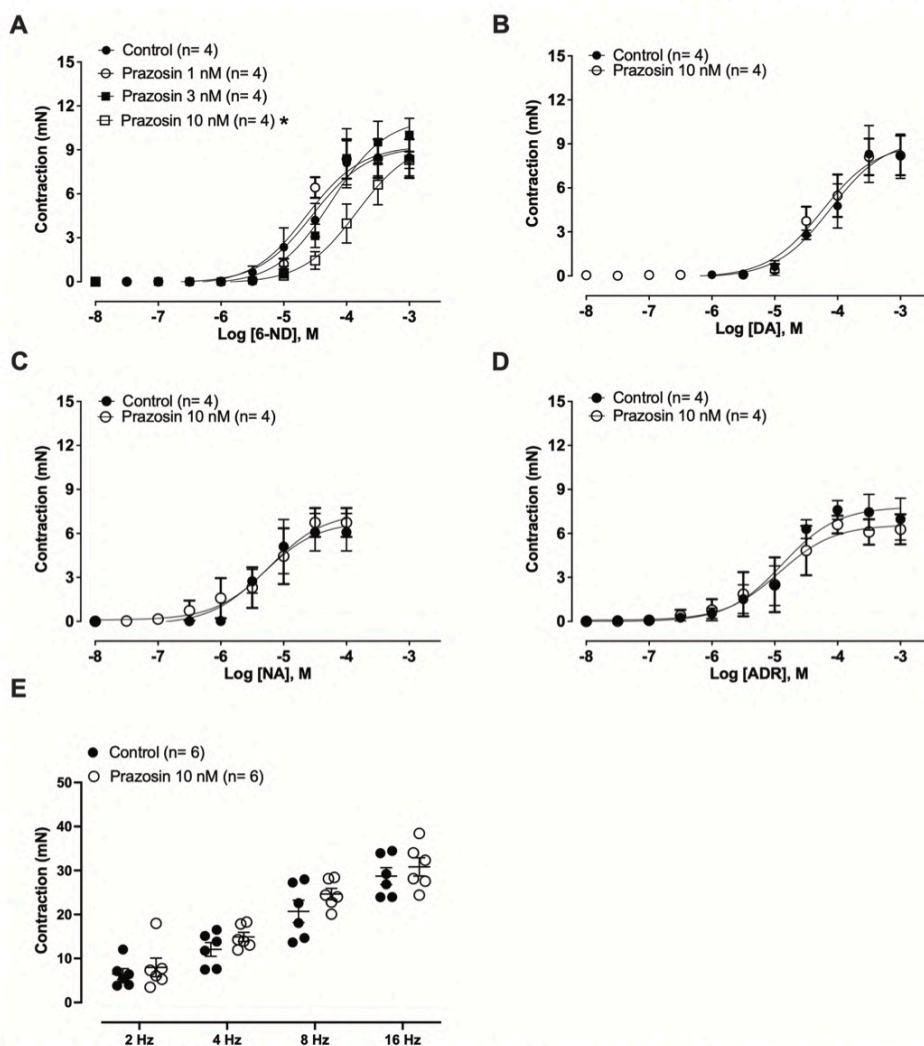 A
Control (n= 4)
Prazosin 1 nM (n= 4)
Prazosin 3 nM (n= 4)
Prazosin 10 nM (n= 4) *
Contraction (mN)
15
12
9
6
3
0
-8 -7 -6 -5 -4 -3
Log [6-ND], M
B
Control (n= 4)
Prazosin 10 nM (n= 4)
Contraction (mN)
15
12
9
6
3
0
-8 -7 -6 -5 -4 -3
Log [DA], M
C
Control (n= 4)
Prazosin 10 nM (n= 4)
Contraction (mN)
15
12
9
6
3
0
-8 -7 -6 -5 -4 -3
Log [NA], M
D
Control (n= 4)
Prazosin 10 nM (n= 4)
Contraction (mN)
15
12
9
6
3
0
-8 -7 -6 -5 -4 -3
Log [ADR], M
E
Control (n= 6)
Prazosin 10 nM (n= 6)
Contraction (mN)
50
40
30
20
10
0
2 Hz 4 Hz 8 Hz 16 Hz